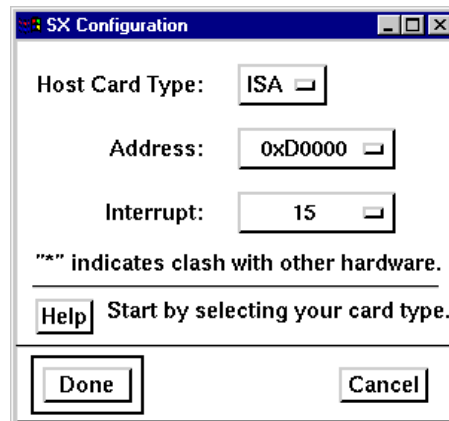 SX Configuration
Host Card Type: ISA
Address: 0xD0000
Interrupt: 15
"*" indicates clash with other hardware.
Help Start by selecting your card type.
Done Cancel